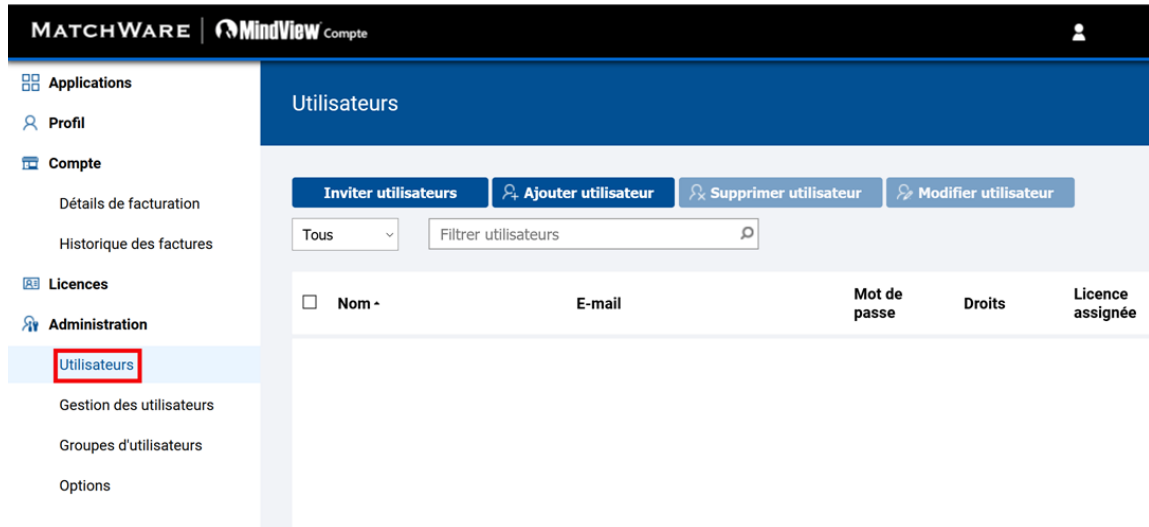 MATCHWARE | MindView Compte
Applications
Profil
Compte
Détails de facturation
Historique des factures
Licences
Administration
Utilisateurs
Gestion des utilisateurs
Groupes d'utilisateurs
Options
Utilisateurs
Inviter utilisateurs Ajouter utilisateur Supprimer utilisateur Modifier utilisateur
Tous Filtrer utilisateurs
Nom E-mail Mot de passe Droits Licence assignée